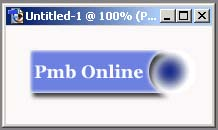 Untitled-1 @ 100% (P...
Pmb Online